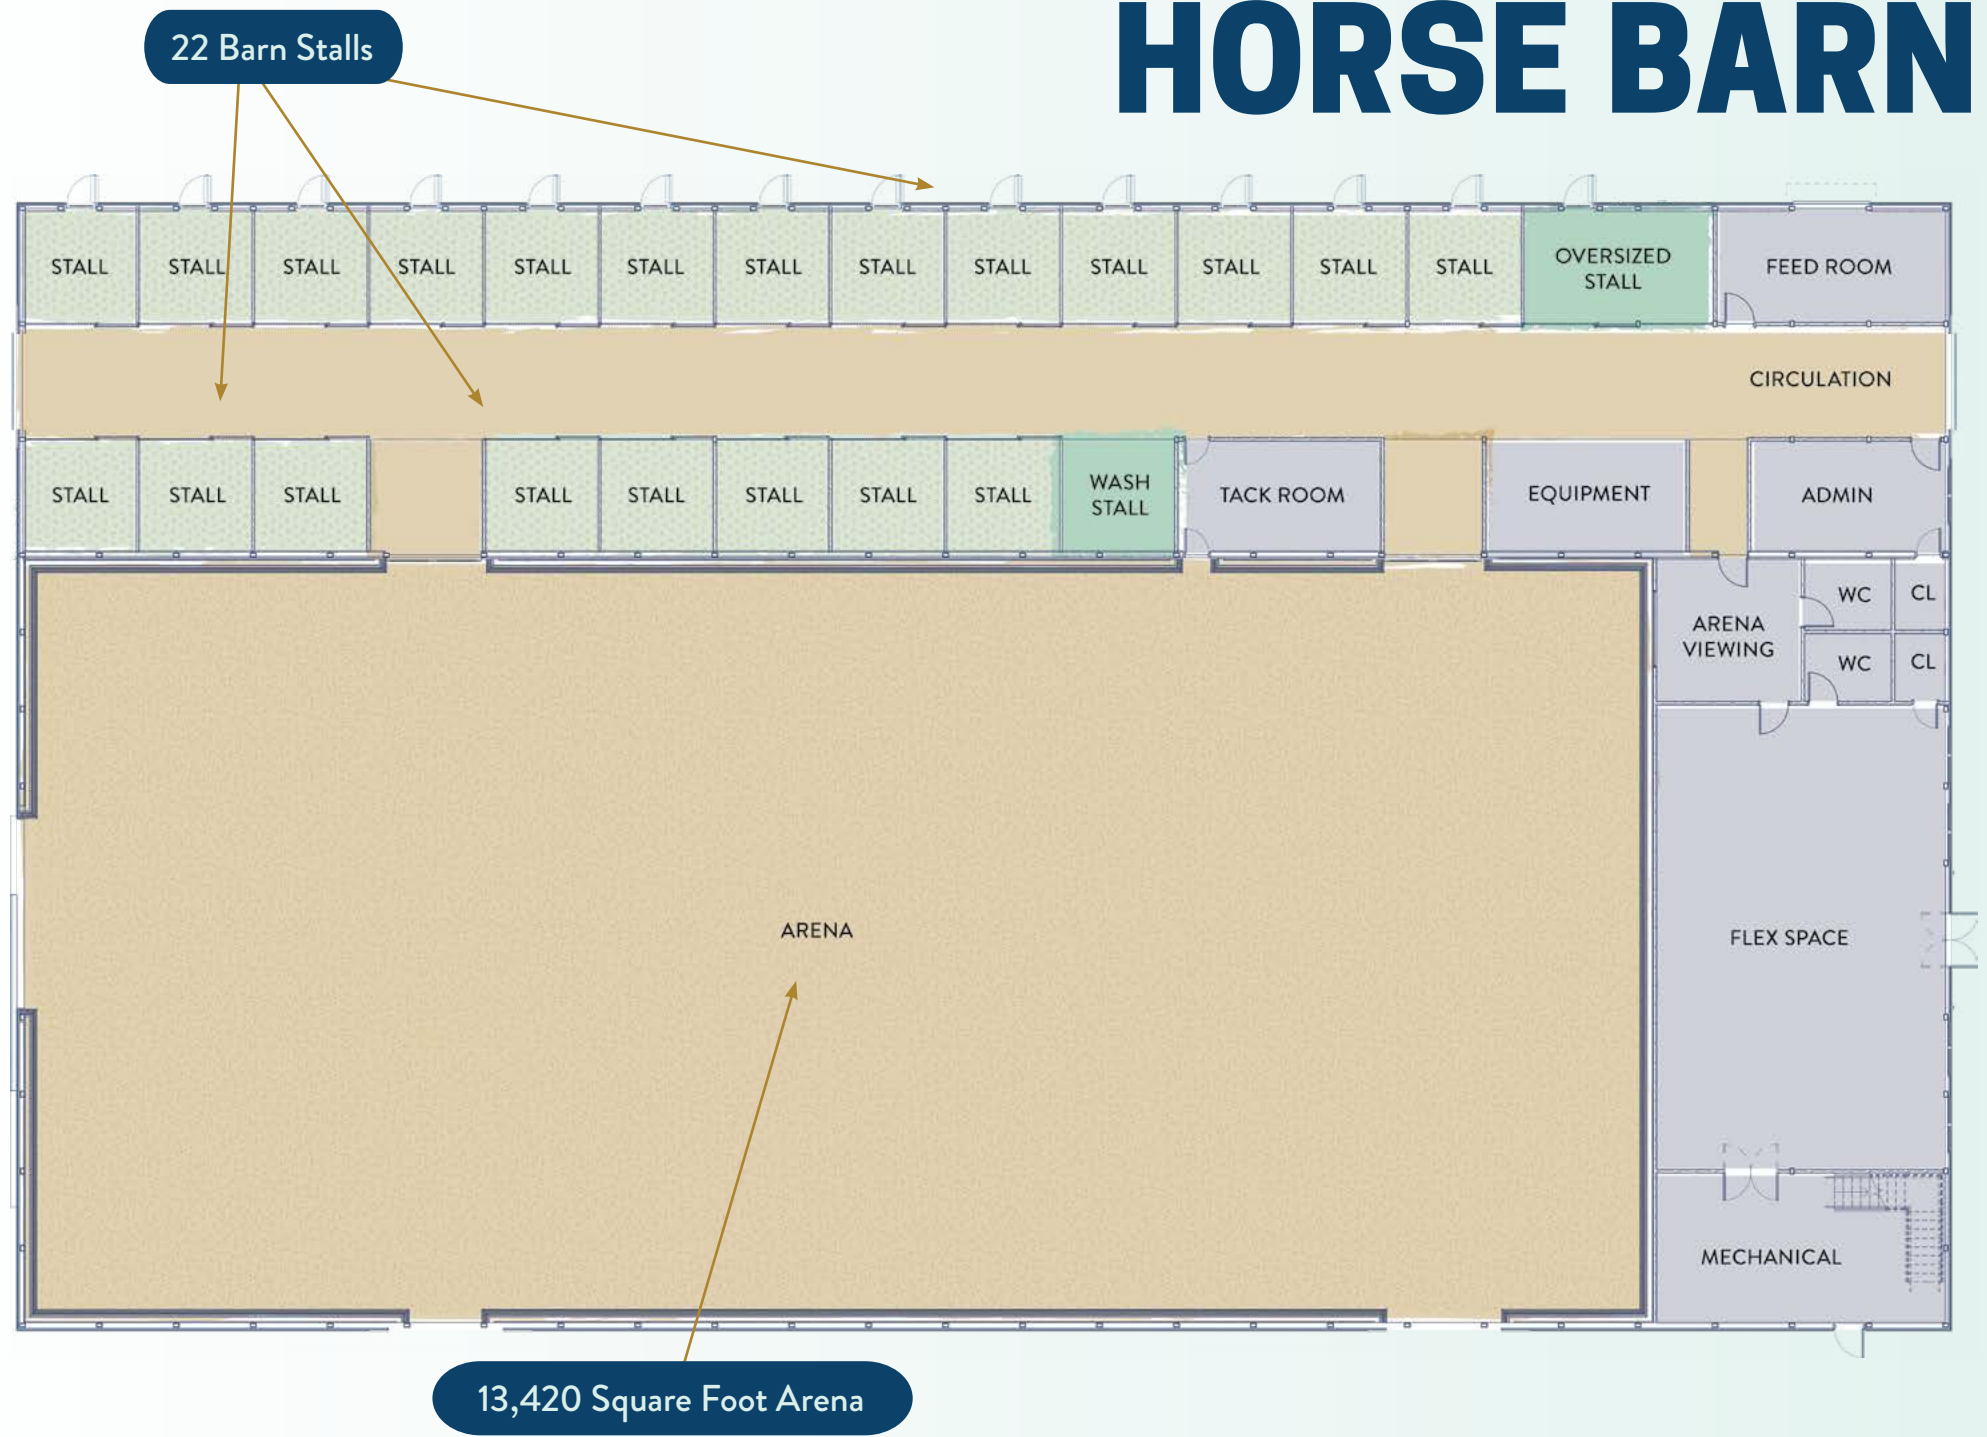 HORSE BARN
22 Barn Stalls
STALL
STALL
STALL
STALL
STALL
STALL
STALL
STALL
STALL
STALL
STALL
STALL
STALL
OVERSIZED
STALL
FEED ROOM
CIRCULATION
STALL
STALL
STALL
STALL
STALL
STALL
STALL
STALL
WASH
STALL
TACK ROOM
EQUIPMENT
ADMIN
ARENA
VIEWING
WC
CL
WC
CL
ARENA
FLEX SPACE
MECHANICAL
13,420 Square Foot Arena